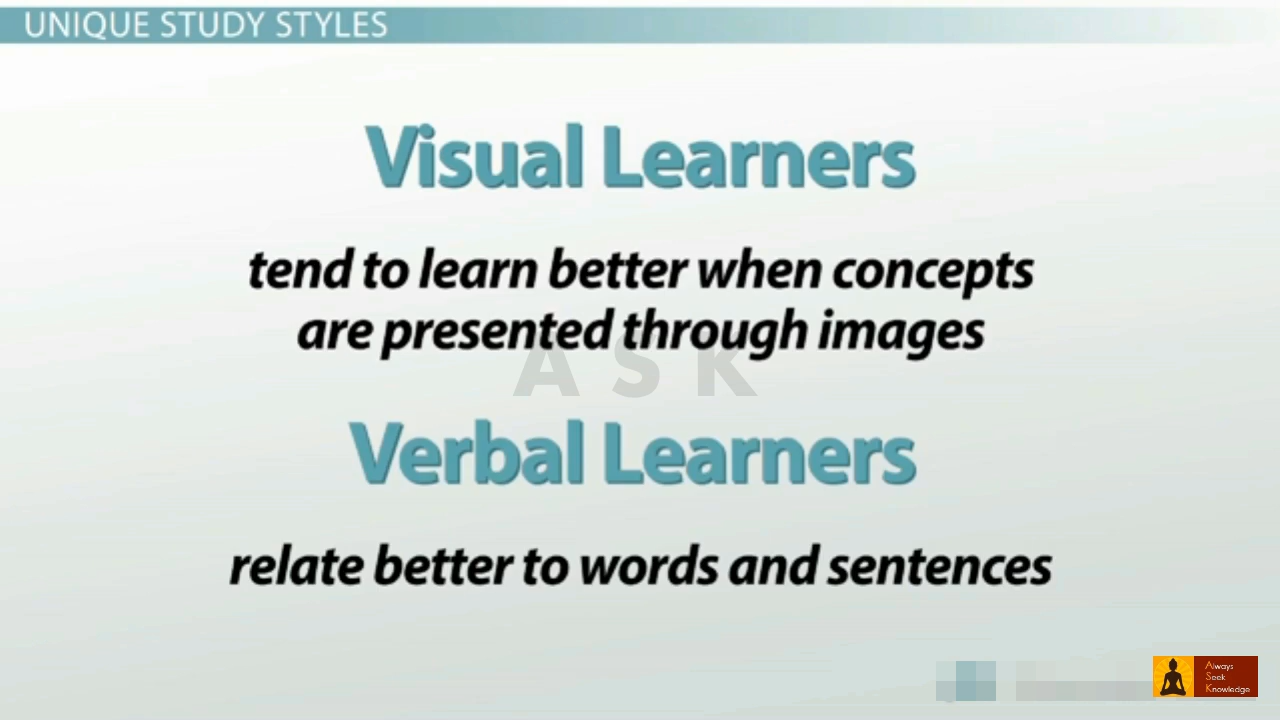 UNIQUE STUDY STYLES
Visual Learners
tend to learn better when concepts
are presented through images
ASK
Verbal Learners
relate better to words and sentences
Always
Seek
Knowledge